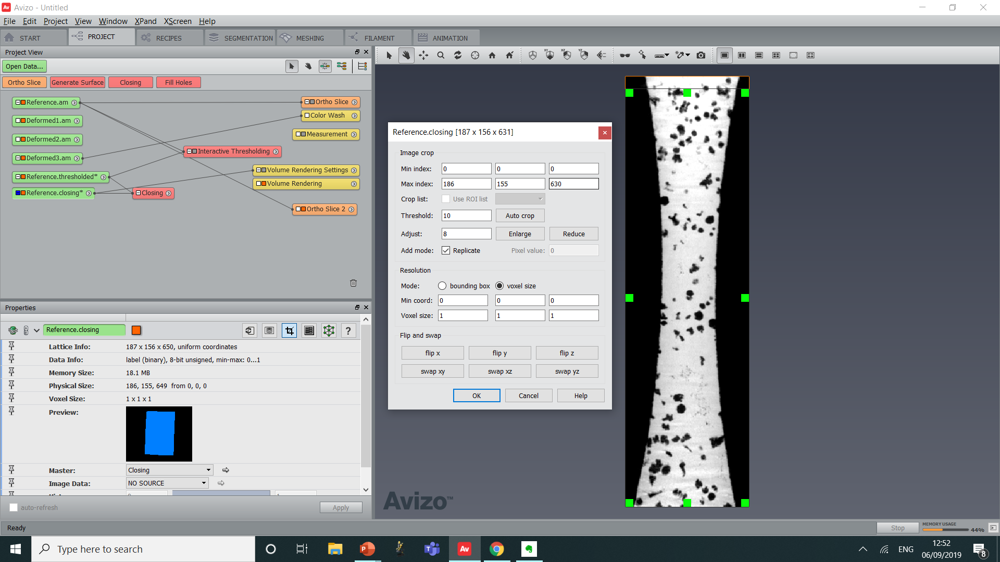 Av Avizo - Untitled
File Edit Project View Window XPand XScreen Help
START PROJECT RECIPES SEGMENTATION MESHING FILAMENT ANIMATION
Project View
Open Data...
Ortho Slice Generate Surface Closing Fill Holes
Reference.am Ortho Slice
Color Wash
Deformed1.am
Measurement
Deformed2.am
Interactive Thresholding
Deformed3.am
Volume Rendering Settings
Reference.thresholded*
Volume Rendering
Reference.closing* Closing
Ortho Slice 2
XY XZ YZ
Reference.closing [187 x 156 x 631]
Image crop
Min index: 0 0 0
Max index: 186 155 630
Crop list: Use ROI list
Threshold: 10 Auto crop
Adjust: 8 Enlarge Reduce
Add mode: Replicate Pixel value: 0
Resolution
Mode: bounding box voxel size
Min coord: 0 0 0
Voxel size: 1 1 1
Flip and swap
flip x flip y flip z
swap xy swap xz swap yz
OK Cancel Help
Properties
Reference.closing ?
Lattice Info: 187 x 156 x 650, uniform coordinates
Data Info: label (binary), 8-bit unsigned, min-max: 0...1
Memory Size: 18.1 MB
Physical Size: 186, 155, 649 from 0, 0, 0
Voxel Size: 1 x 1 x 1
Preview:
Master: Closing
Image Data: NO SOURCE
auto-refresh Apply
Avizo™
Ready Stop MEMORY USAGE 44%
Type here to search
Av
ENG 12:52
06/09/2019 8